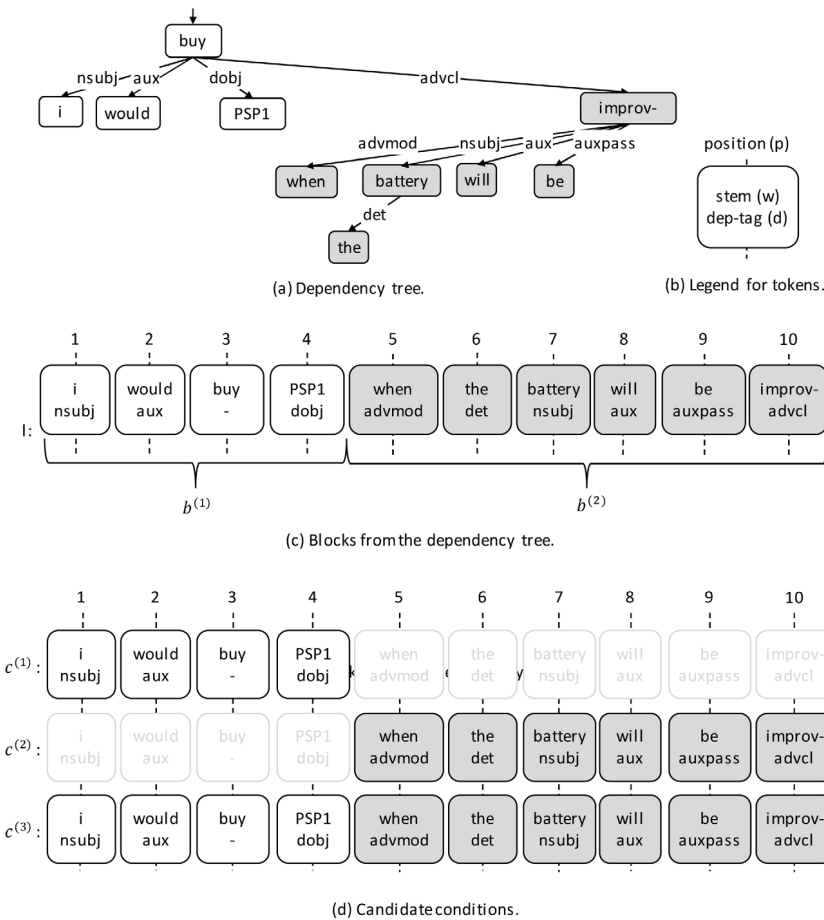 buy
nsubj aux dobj advcl
i would PSP1 improv-
advmod nsubj aux auxpass
when battery will be
det
the
position (p)
stem (w)
dep-tag (d)
(a) Dependency tree.
(b) Legend for tokens.
1 2 3 4 5 6 7 8 9 10
i would buy PSP1 when the battery will be improv-
nsubj aux - dobj advmod det nsubj aux auxpass advcl
I:
b(1) b(2)
(c) Blocks from the dependency tree.
1 2 3 4 5 6 7 8 9 10
i would buy PSP1 when the battery will be improv-
c(1) :
nsubj aux - dobj advmod det nsubj aux auxpass advcl
i would buy PSP1 when the battery will be improv-
c(2) :
nsubj aux - dobj advmod det nsubj aux auxpass advcl
i would buy PSP1 when the battery will be improv-
c(3) :
nsubj aux - dobj advmod det nsubj aux auxpass advcl
(d) Candidate conditions.